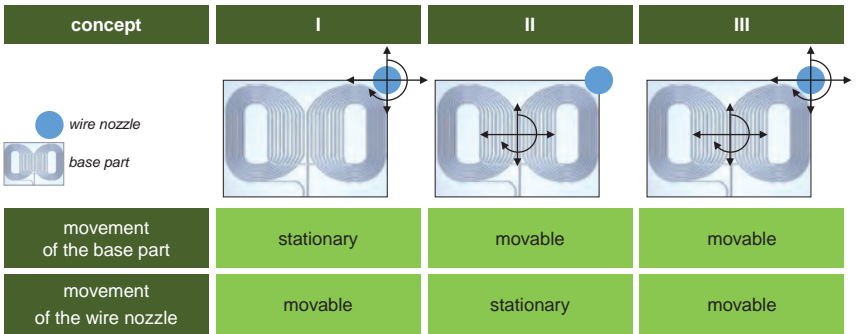 concept
I
II
III
wire nozzle
base part
movement
of the base part
stationary
movable
movable
movement
of the wire nozzle
movable
stationary
movable